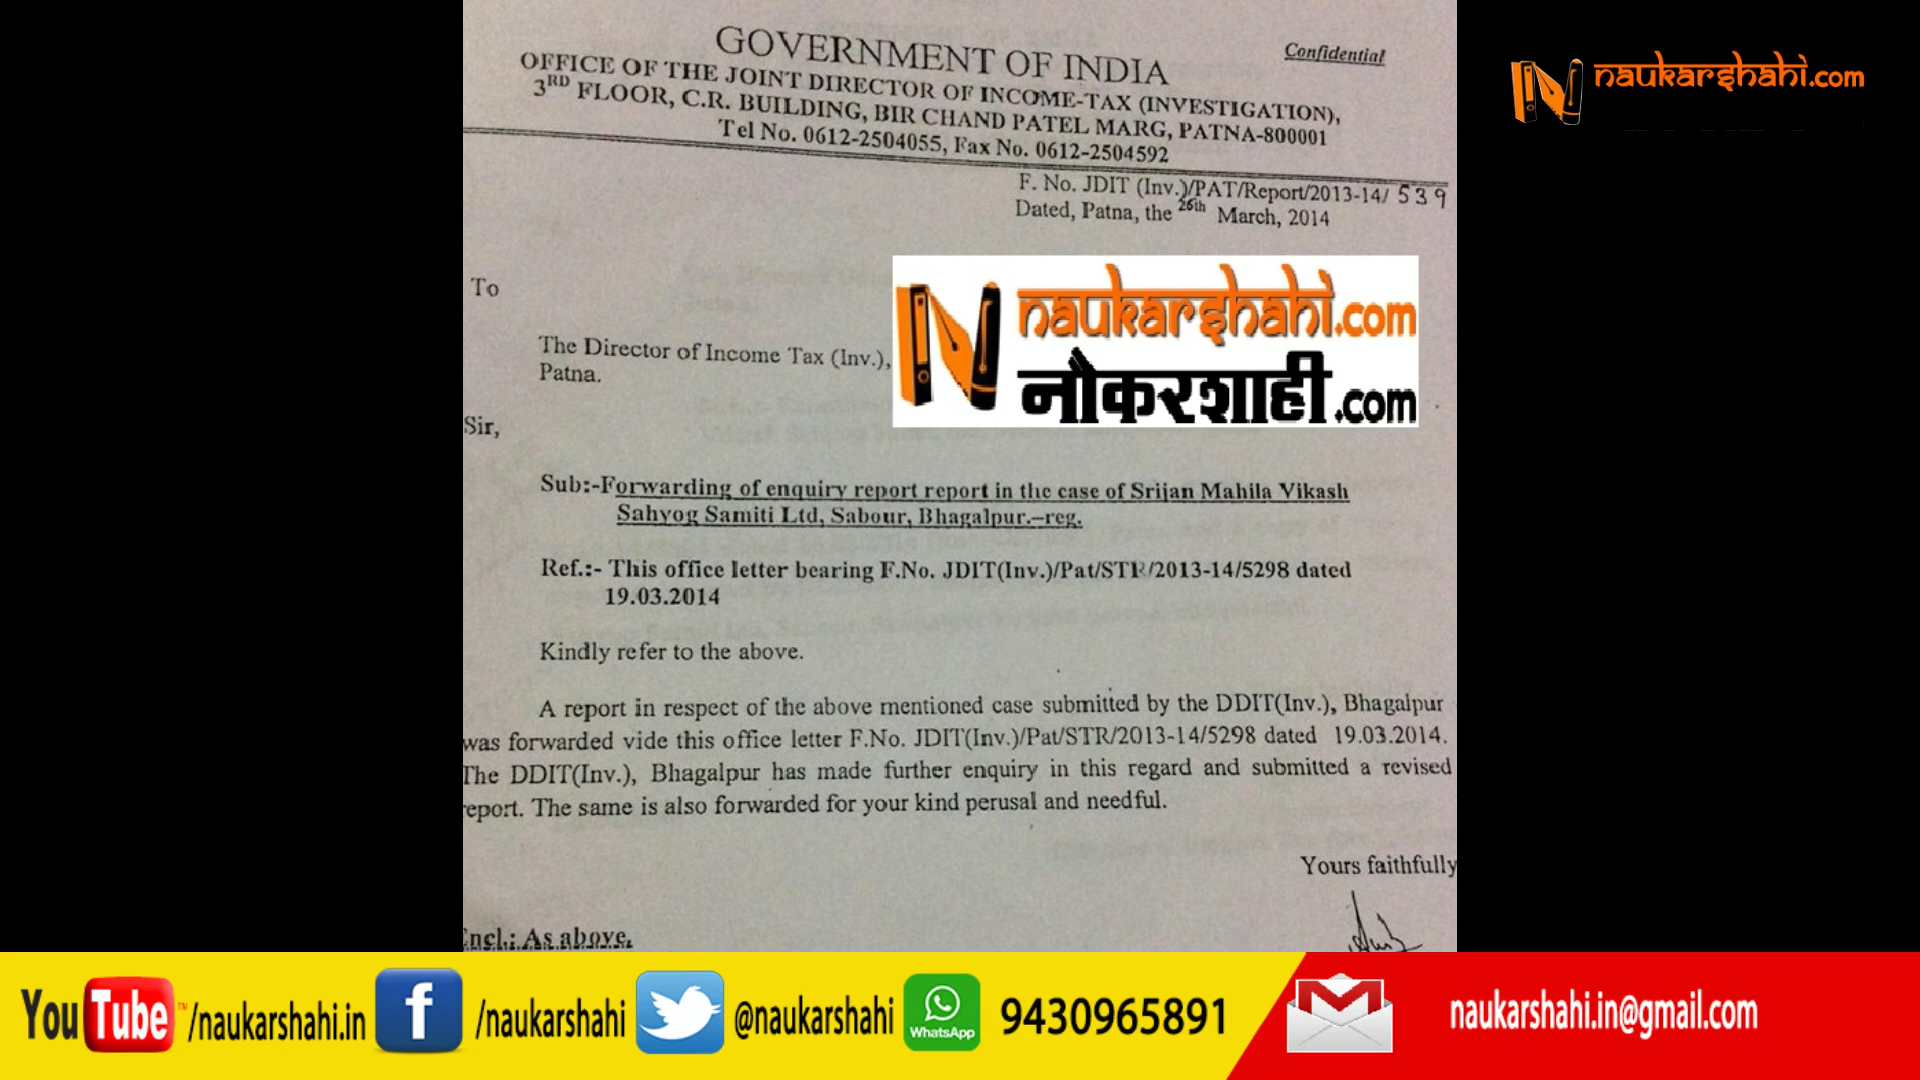 GOVERNMENT OF INDIA
Confidential
OFFICE OF THE JOINT DIRECTOR OF INCOME-TAX (INVESTIGATION),
3RD FLOOR, C.R. BUILDING, BIR CHAND PATEL MARG, PATNA-800001
Tel No. 0612-2504055, Fax No. 0612-2504592
F. No. JDIT (Inv.)/PAT/Report/2013-14/ 539
Dated, Patna, the 26th March, 2014
naukarshahi.com
To
naukarshahi.com
नौकरशाही.com
The Director of Income Tax (Inv.),
Patna.
Sir,
Sub:-Forwarding of enquiry report report in the case of Srijan Mahila Vikash
Sahyog Samiti Ltd, Sabour, Bhagalpur.–reg.
Ref.:- This office letter bearing F.No. JDIT(Inv.)/Pat/STR/2013-14/5298 dated
19.03.2014
Kindly refer to the above.
A report in respect of the above mentioned case submitted by the DDIT(Inv.), Bhagalpur
was forwarded vide this office letter F.No. JDIT(Inv.)/Pat/STR/2013-14/5298 dated 19.03.2014.
The DDIT(Inv.), Bhagalpur has made further enquiry in this regard and submitted a revised
report. The same is also forwarded for your kind perusal and needful.
Yours faithfully
Encl.: As above.
YouTube™ /naukarshahi.in f /naukarshahi @naukarshahi WhatsApp 9430965891 naukarshahi.in@gmail.com